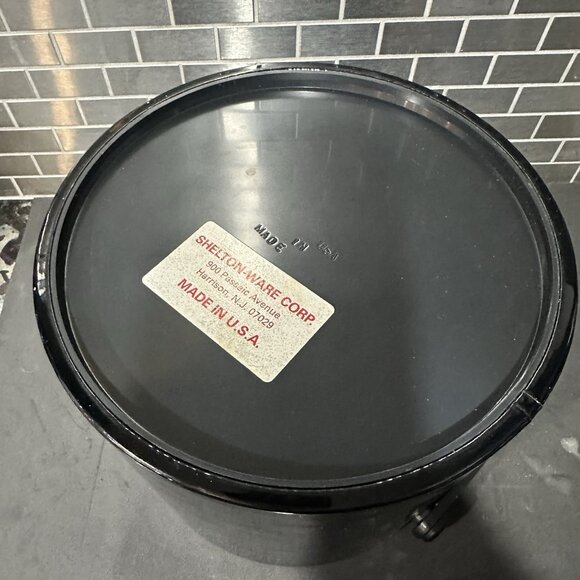 MADE IN USA
SHELTON-WARE CORP.
900 Passaic Avenue
Harrison, N.J. 07029
MADE IN U.S.A.